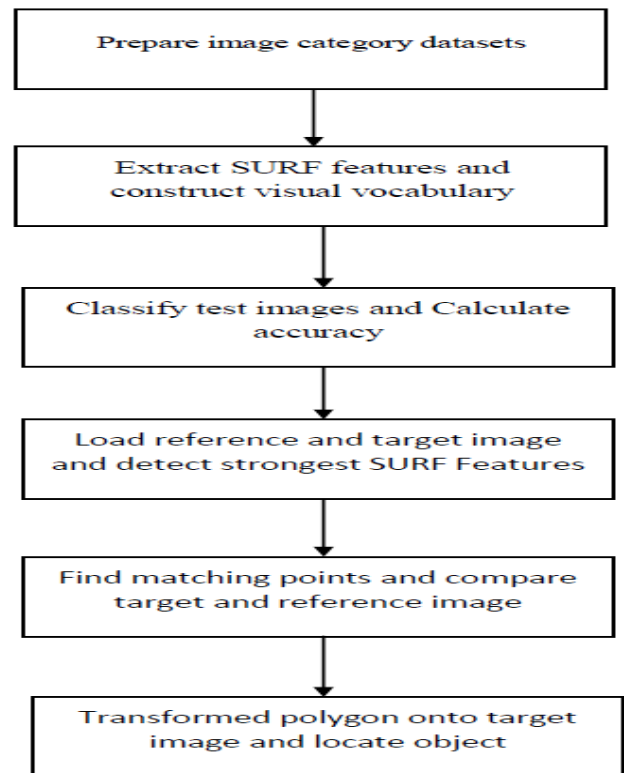 Prepare image category datasets
Extract SURF features and
construct visual vocabulary
Classify test images and Calculate
accuracy
Load reference and target image
and detect strongest SURF Features
Find matching points and compare
target and reference image
Transformed polygon onto target
image and locate object